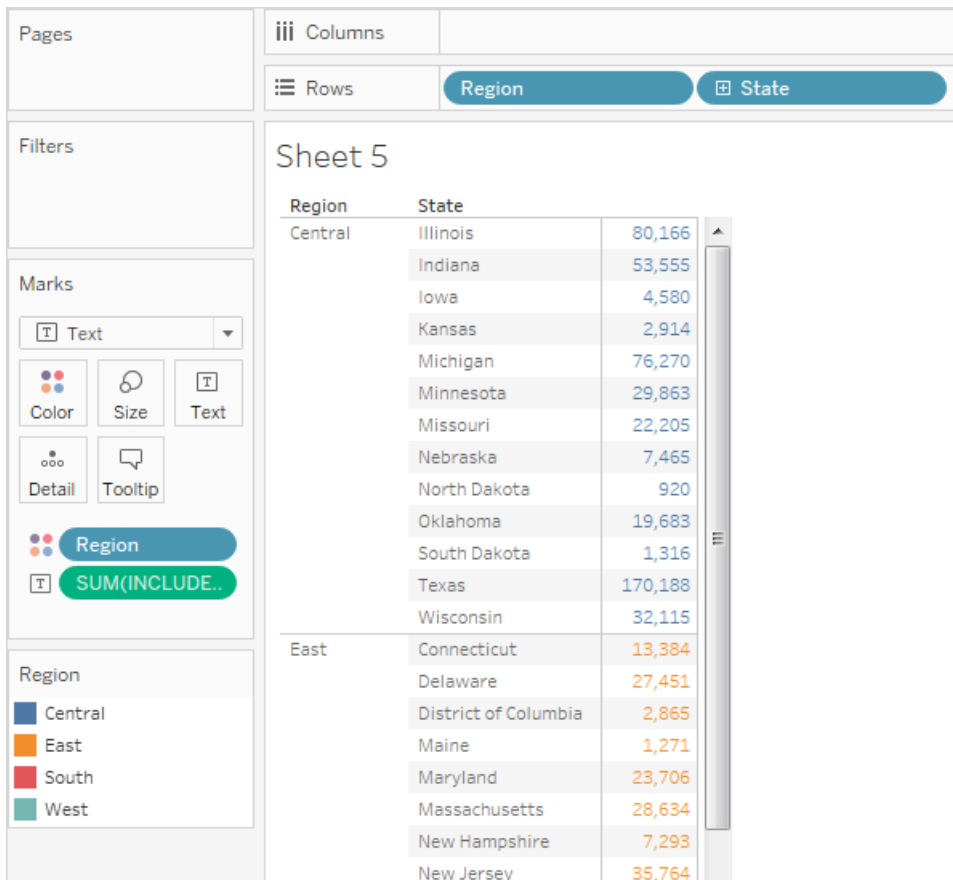 Pages
Columns
Rows Region State
Filters
Sheet 5
Region State
Central Illinois 80,166
Indiana 53,555
Iowa 4,580
Kansas 2,914
Michigan 76,270
Minnesota 29,863
Missouri 22,205
Nebraska 7,465
North Dakota 920
Oklahoma 19,683
South Dakota 1,316
Texas 170,188
Wisconsin 32,115
East Connecticut 13,384
Delaware 27,451
District of Columbia 2,865
Maine 1,271
Maryland 23,706
Massachusetts 28,634
New Hampshire 7,293
New Jersey 35,764
Marks
T Text
T
Color Size Text
Detail Tooltip
Region
T SUM(INCLUDE..
Region
Central
East
South
West